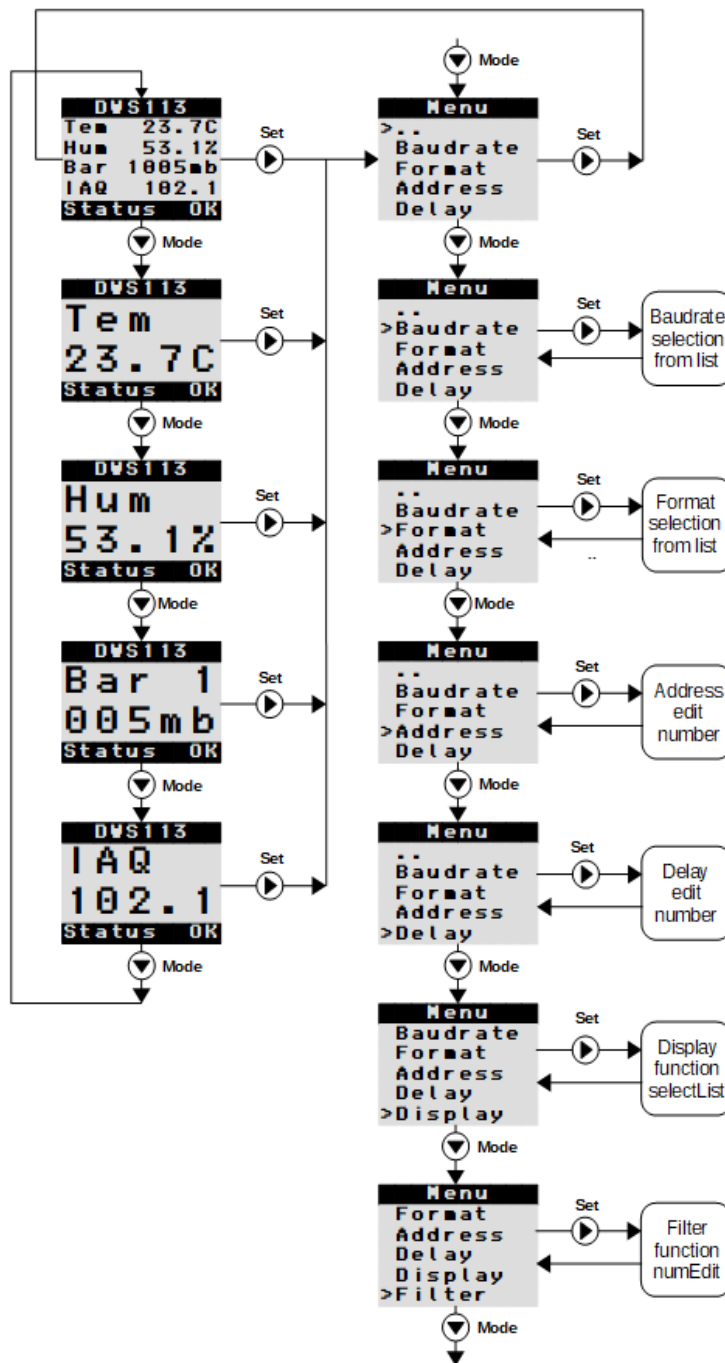 DWS113
Tem 23.7C
Hum 53.1%
Bar 1005mb
IAQ 102.1
Status OK
Set
Mode
DWS113
Tem
23.7C
Status OK
Set
Mode
DWS113
Hum
53.1%
Status OK
Set
Mode
DWS113
Bar 1
005mb
Status OK
Set
Mode
DWS113
IAQ
102.1
Status OK
Set
Mode
Mode
Menu
>..
Baudrate
Format
Address
Delay
Set
Mode
Menu
..
>Baudrate
Format
Address
Delay
Set
Baudrate
selection
from list
Mode
Menu
..
Baudrate
>Format
Address
Delay
Set
..
Format
selection
from list
Mode
Menu
..
Baudrate
Format
>Address
Delay
Set
Address
edit
number
Mode
Menu
..
Baudrate
Format
Address
>Delay
Set
Delay
edit
number
Mode
Menu
Baudrate
Format
Address
Delay
>Display
Set
Display
function
selectList
Mode
Menu
Format
Address
Delay
Display
>Filter
Set
Filter
function
numEdit
Mode